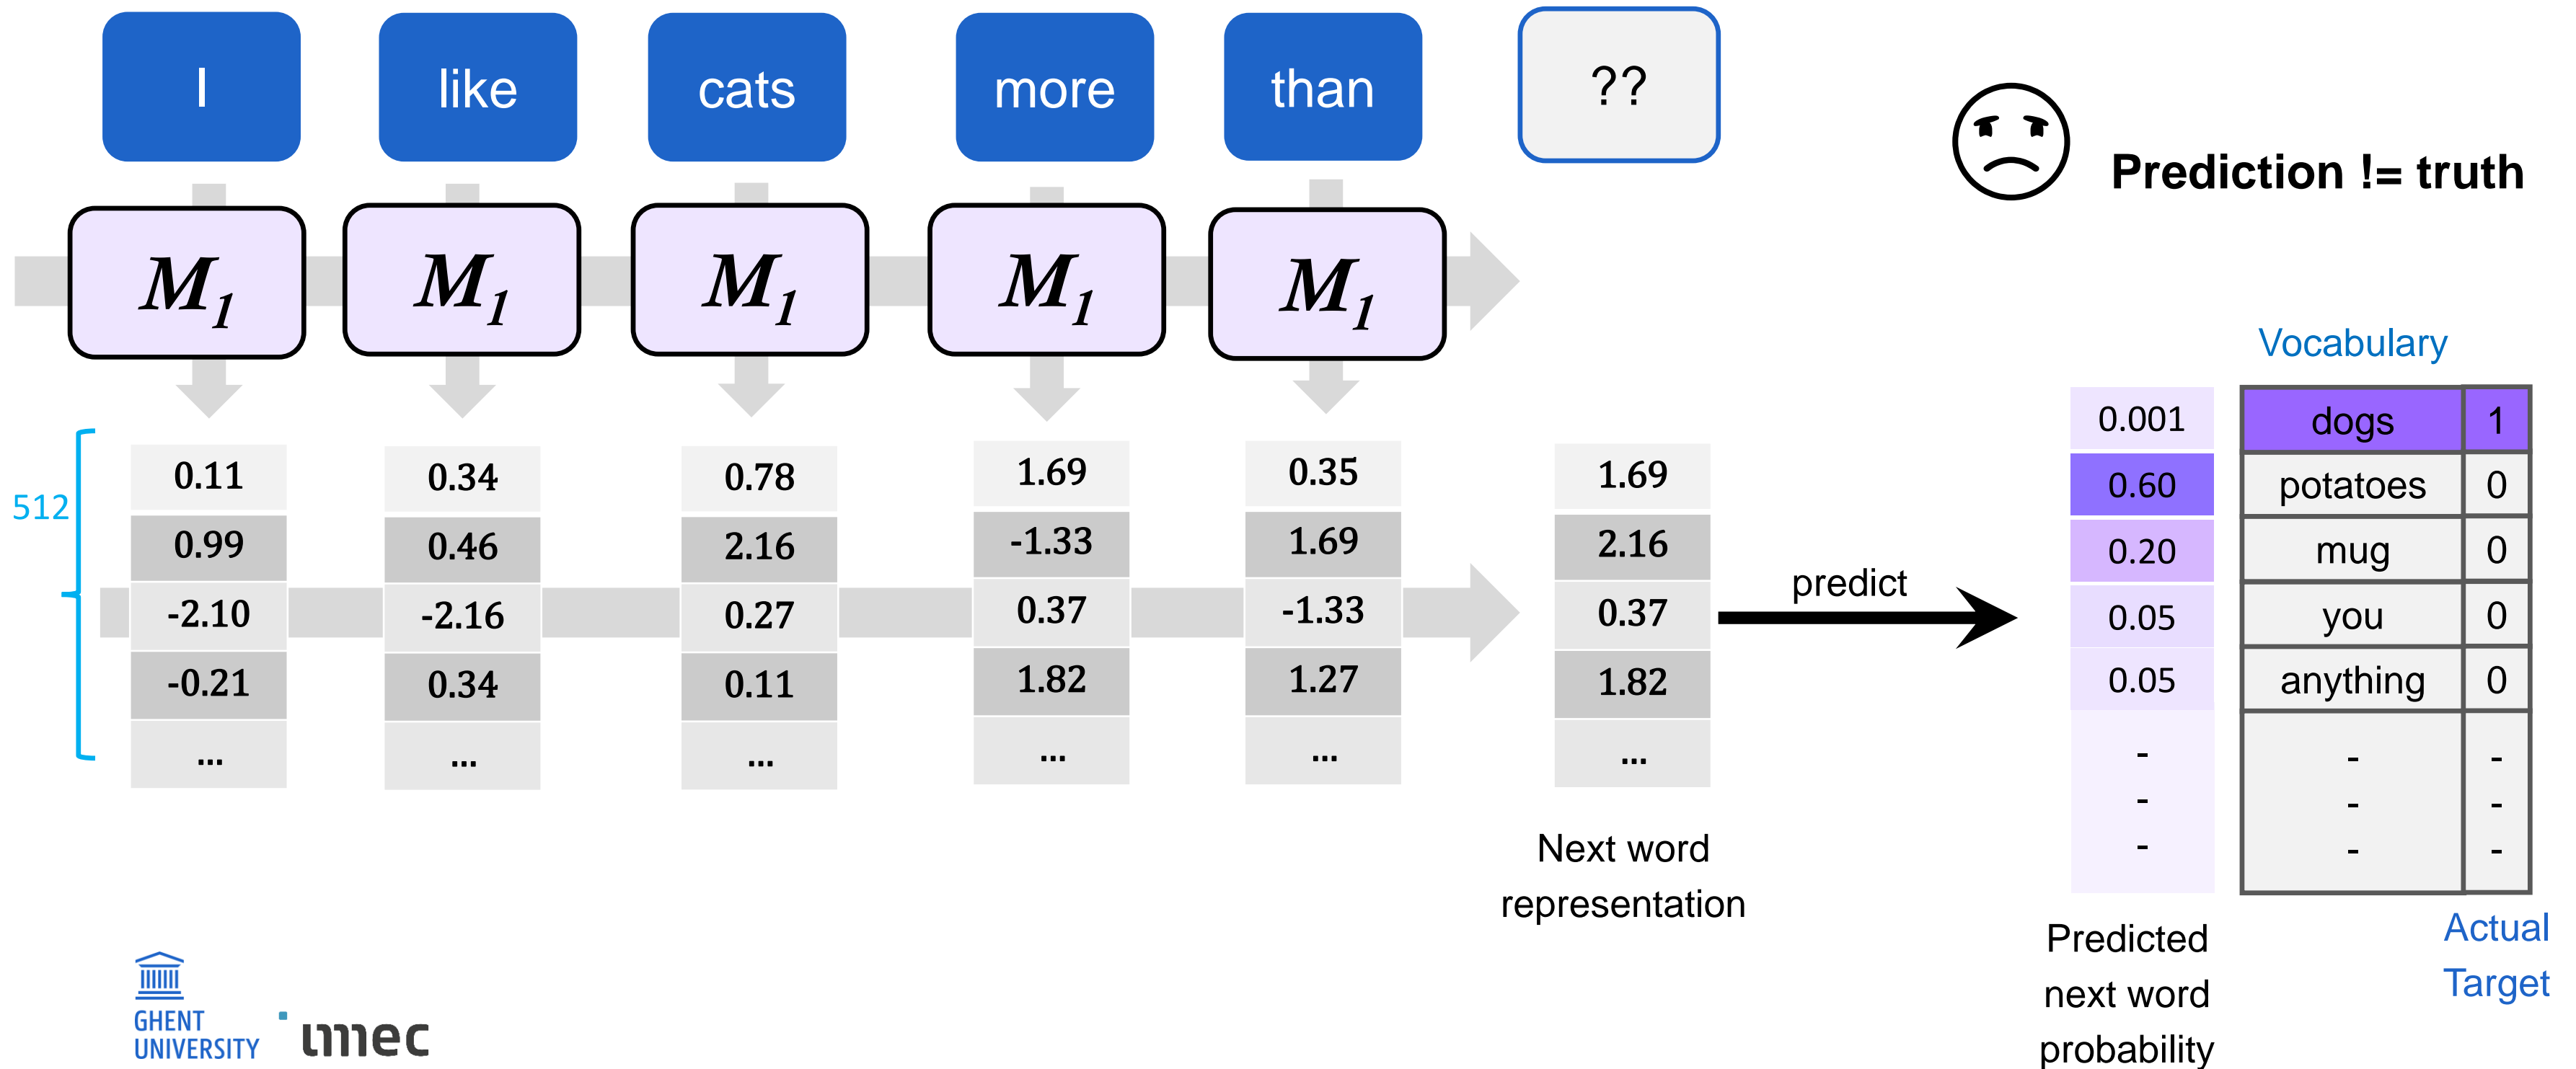 I like cats more than ??
Prediction != truth
M1 M1 M1 M1 M1
Vocabulary
512
0.11 0.34 0.78 1.69 0.35 1.69
0.99 0.46 2.16 -1.33 1.69 2.16
-2.10 -2.16 0.27 0.37 -1.33 0.37
-0.21 0.34 0.11 1.82 1.27 1.82
... ... ... ... ... ...
predict
0.001 dogs 1
0.60 potatoes 0
0.20 mug 0
0.05 you 0
0.05 anything 0
- - -
- - -
- - -
Next word
representation
Predicted
next word
probability
Actual
Target
GHENT
UNIVERSITY
imec